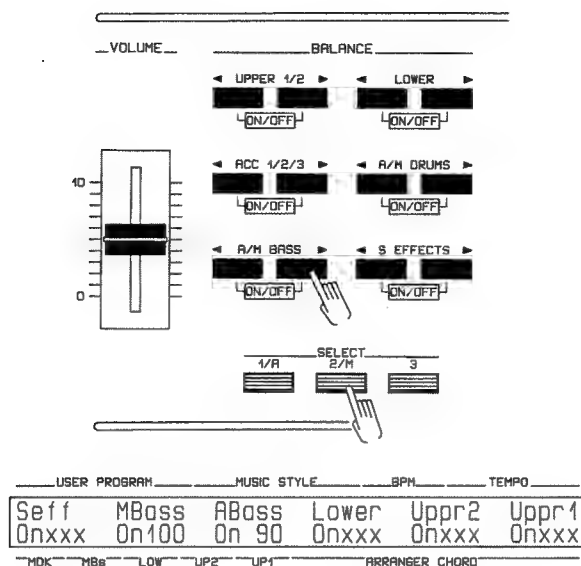 VOLUME BALANCE
◄ UPPER 1/2 ► ◄ LOWER ►
ON/OFF ON/OFF
◄ ACC 1/2/3 ► ◄ A/M DRUMS ►
10
ON/OFF ON/OFF
◄ A/M BASS ► ◄ S EFFECTS ►
0
ON/OFF ON/OFF
SELECT
1/A 2/M 3
USER PROGRAM MUSIC STYLE BPM TEMPO
Seff MBass ABass Lower Uppr2 Uppr1
Onxxx On100 On 90 Onxxx Onxxx Onxxx
MDK MBs LOW UP2 UP1 ARRANGER CHORD